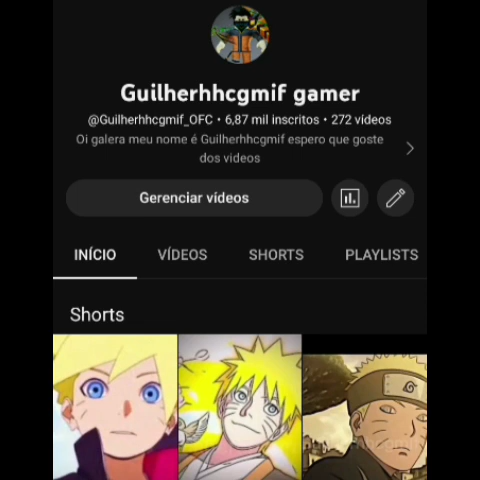 Guilherhhcgmif gamer
@Guilherhhcgmif_OFC • 6,87 mil inscritos • 272 vídeos
Oi galera meu nome é Guilherhhcgmif espero que goste
dos vídeos
Gerenciar vídeos
INÍCIO VÍDEOS SHORTS PLAYLISTS
Shorts